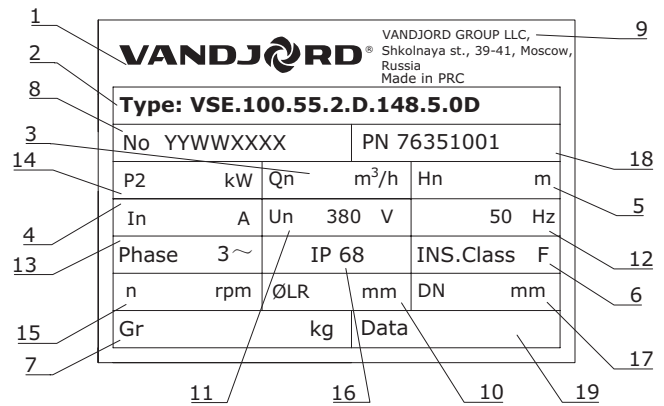 1
VANDJORD®
VANDJORD GROUP LLC,
Shkolnaya st., 39-41, Moscow,
Russia
Made in PRC
9
2
Type: VSE.100.55.2.D.148.5.0D
8
No YYWWXXXX PN 76351001
3
18
14
P2 kW Qn m³/h Hn m
5
4
In A Un 380 V 50 Hz
12
13
Phase 3~ IP 68 INS.Class F
6
n rpm ØLR mm DN mm
15
17
Gr kg Data
7
11 16 10 19